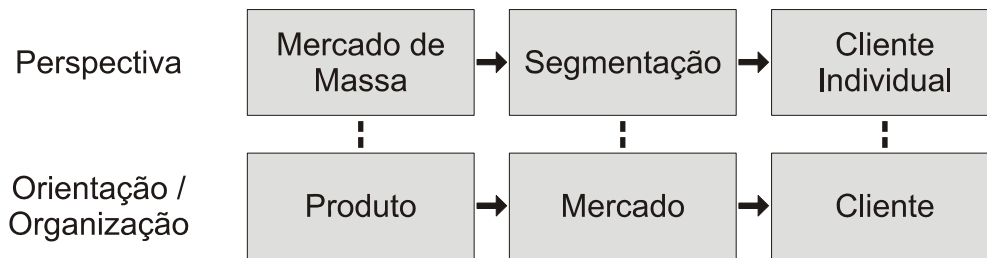 Perspectiva
Mercado de
Massa
Segmentação
Cliente
Individual
Orientação /
Organização
Produto
Mercado
Cliente